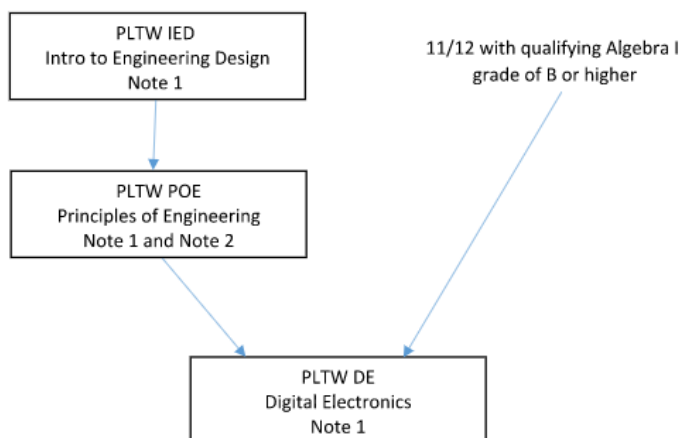 PLTW IED
Intro to Engineering Design
Note 1
11/12 with qualifying Algebra I
grade of B or higher
PLTW POE
Principles of Engineering
Note 1 and Note 2
PLTW DE
Digital Electronics
Note 1